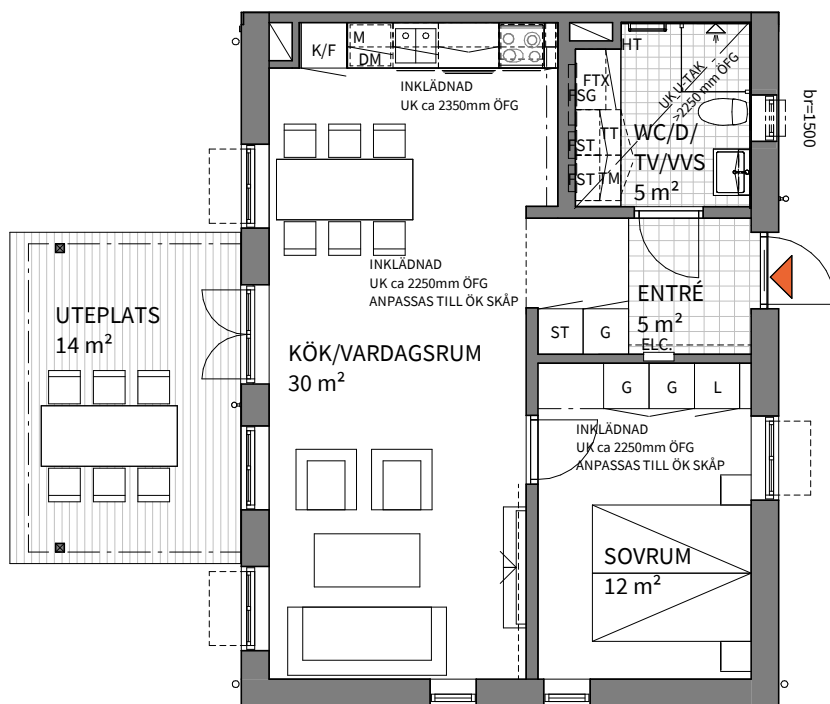 K/F
M
DM
INKLÄDNAD
UK ca 2350mm ÖFG
HT
UK U-TAK
>2250 mm ÖFG
FTX
FSG
FST
TT
FST
TM
WC/D/
TV/VVS
5 m²
br=1500
INKLÄDNAD
UK ca 2250mm ÖFG
ANPASSAS TILL ÖK SKÅP
UTEPLATS
14 m²
KÖK/VARDAGSRUM
30 m²
ENTRÉ
5 m²
ELC.
ST
G
G
G
L
INKLÄDNAD
UK ca 2250mm ÖFG
ANPASSAS TILL ÖK SKÅP
SOVRUM
12 m²